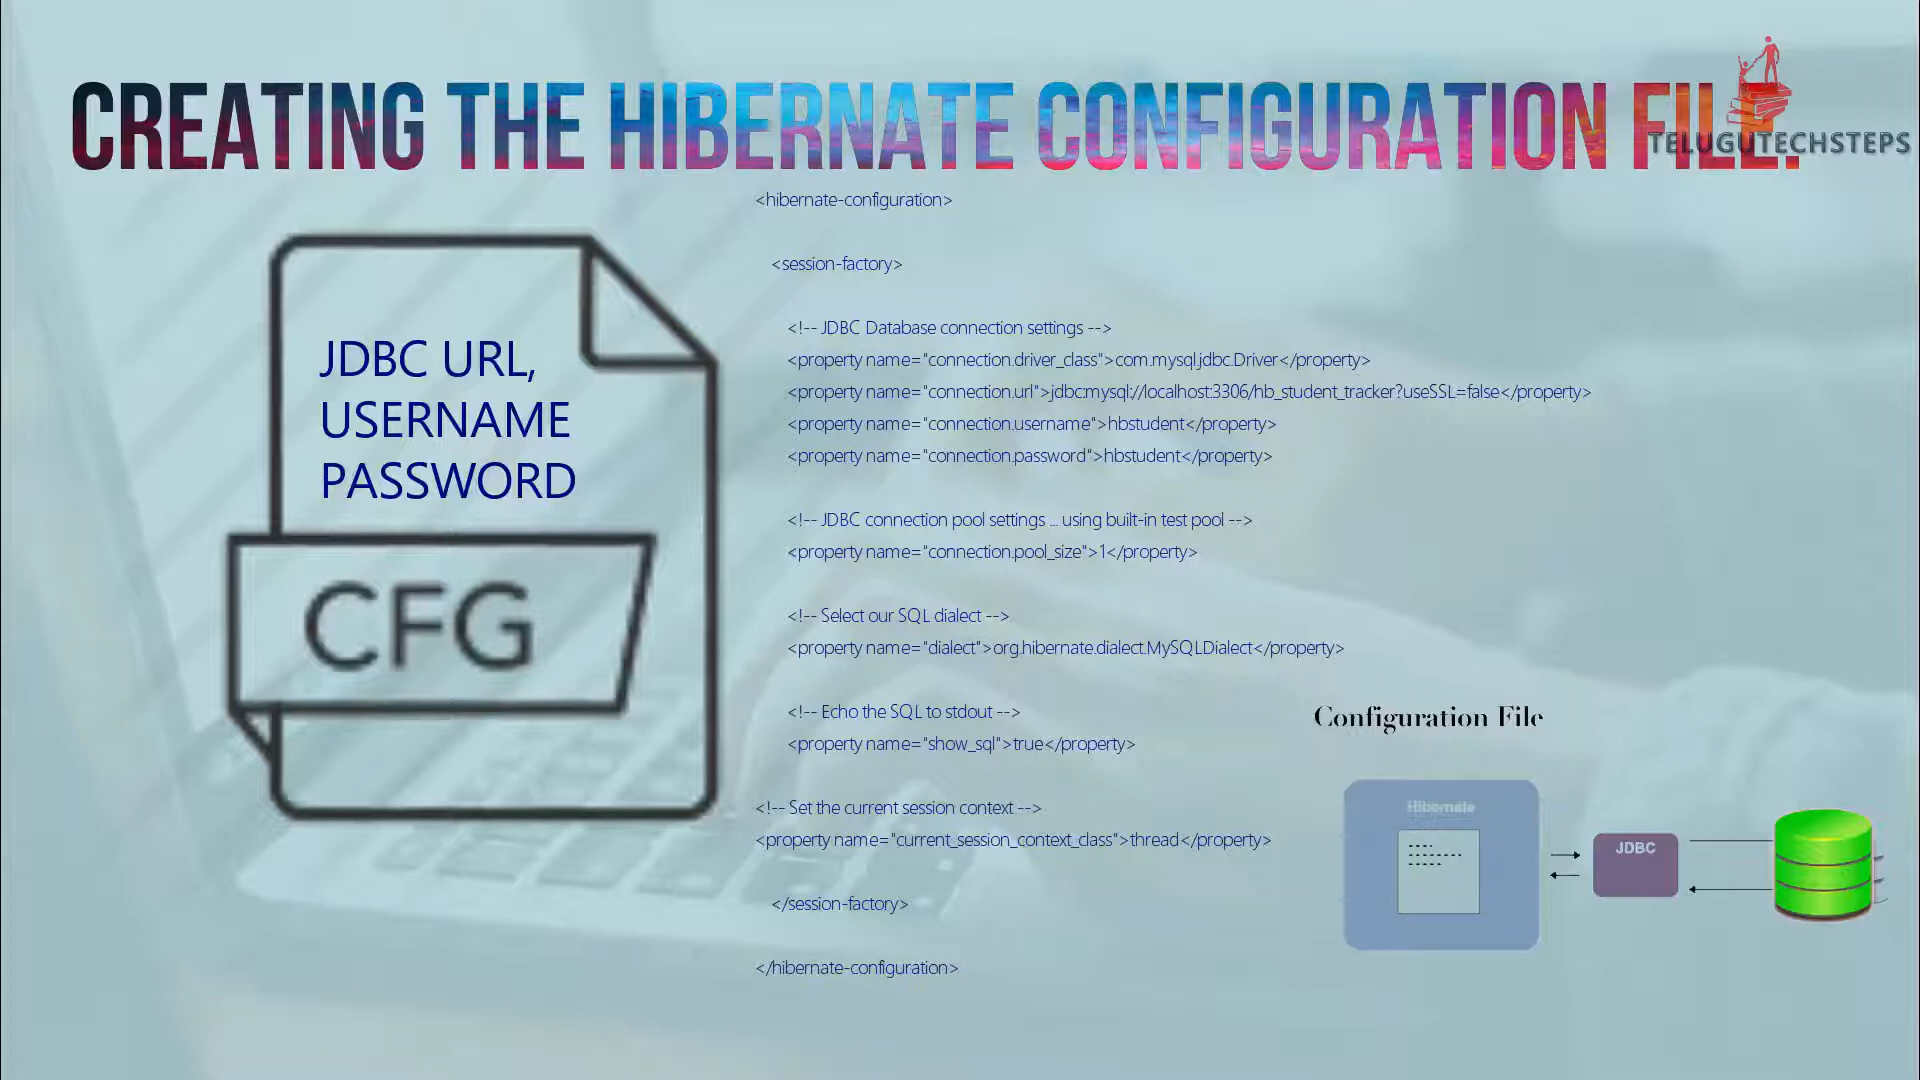 CREATING THE HIBERNATE CONFIGURATION FILE.
TELUGUTECHSTEPS
JDBC URL,
USERNAME
PASSWORD
CFG
<hibernate-configuration>
<session-factory>
<!-- JDBC Database connection settings -->
<property name="connection.driver_class">com.mysql.jdbc.Driver</property>
<property name="connection.url">jdbc:mysql://localhost:3306/hb_student_tracker?useSSL=false</property>
<property name="connection.username">hbstudent</property>
<property name="connection.password">hbstudent</property>
<!-- JDBC connection pool settings ... using built-in test pool -->
<property name="connection.pool_size">1</property>
<!-- Select our SQL dialect -->
<property name="dialect">org.hibernate.dialect.MySQLDialect</property>
<!-- Echo the SQL to stdout -->
<property name="show_sql">true</property>
<!-- Set the current session context -->
<property name="current_session_context_class">thread</property>
</session-factory>
</hibernate-configuration>
Configuration File
Hibernate
JDBC